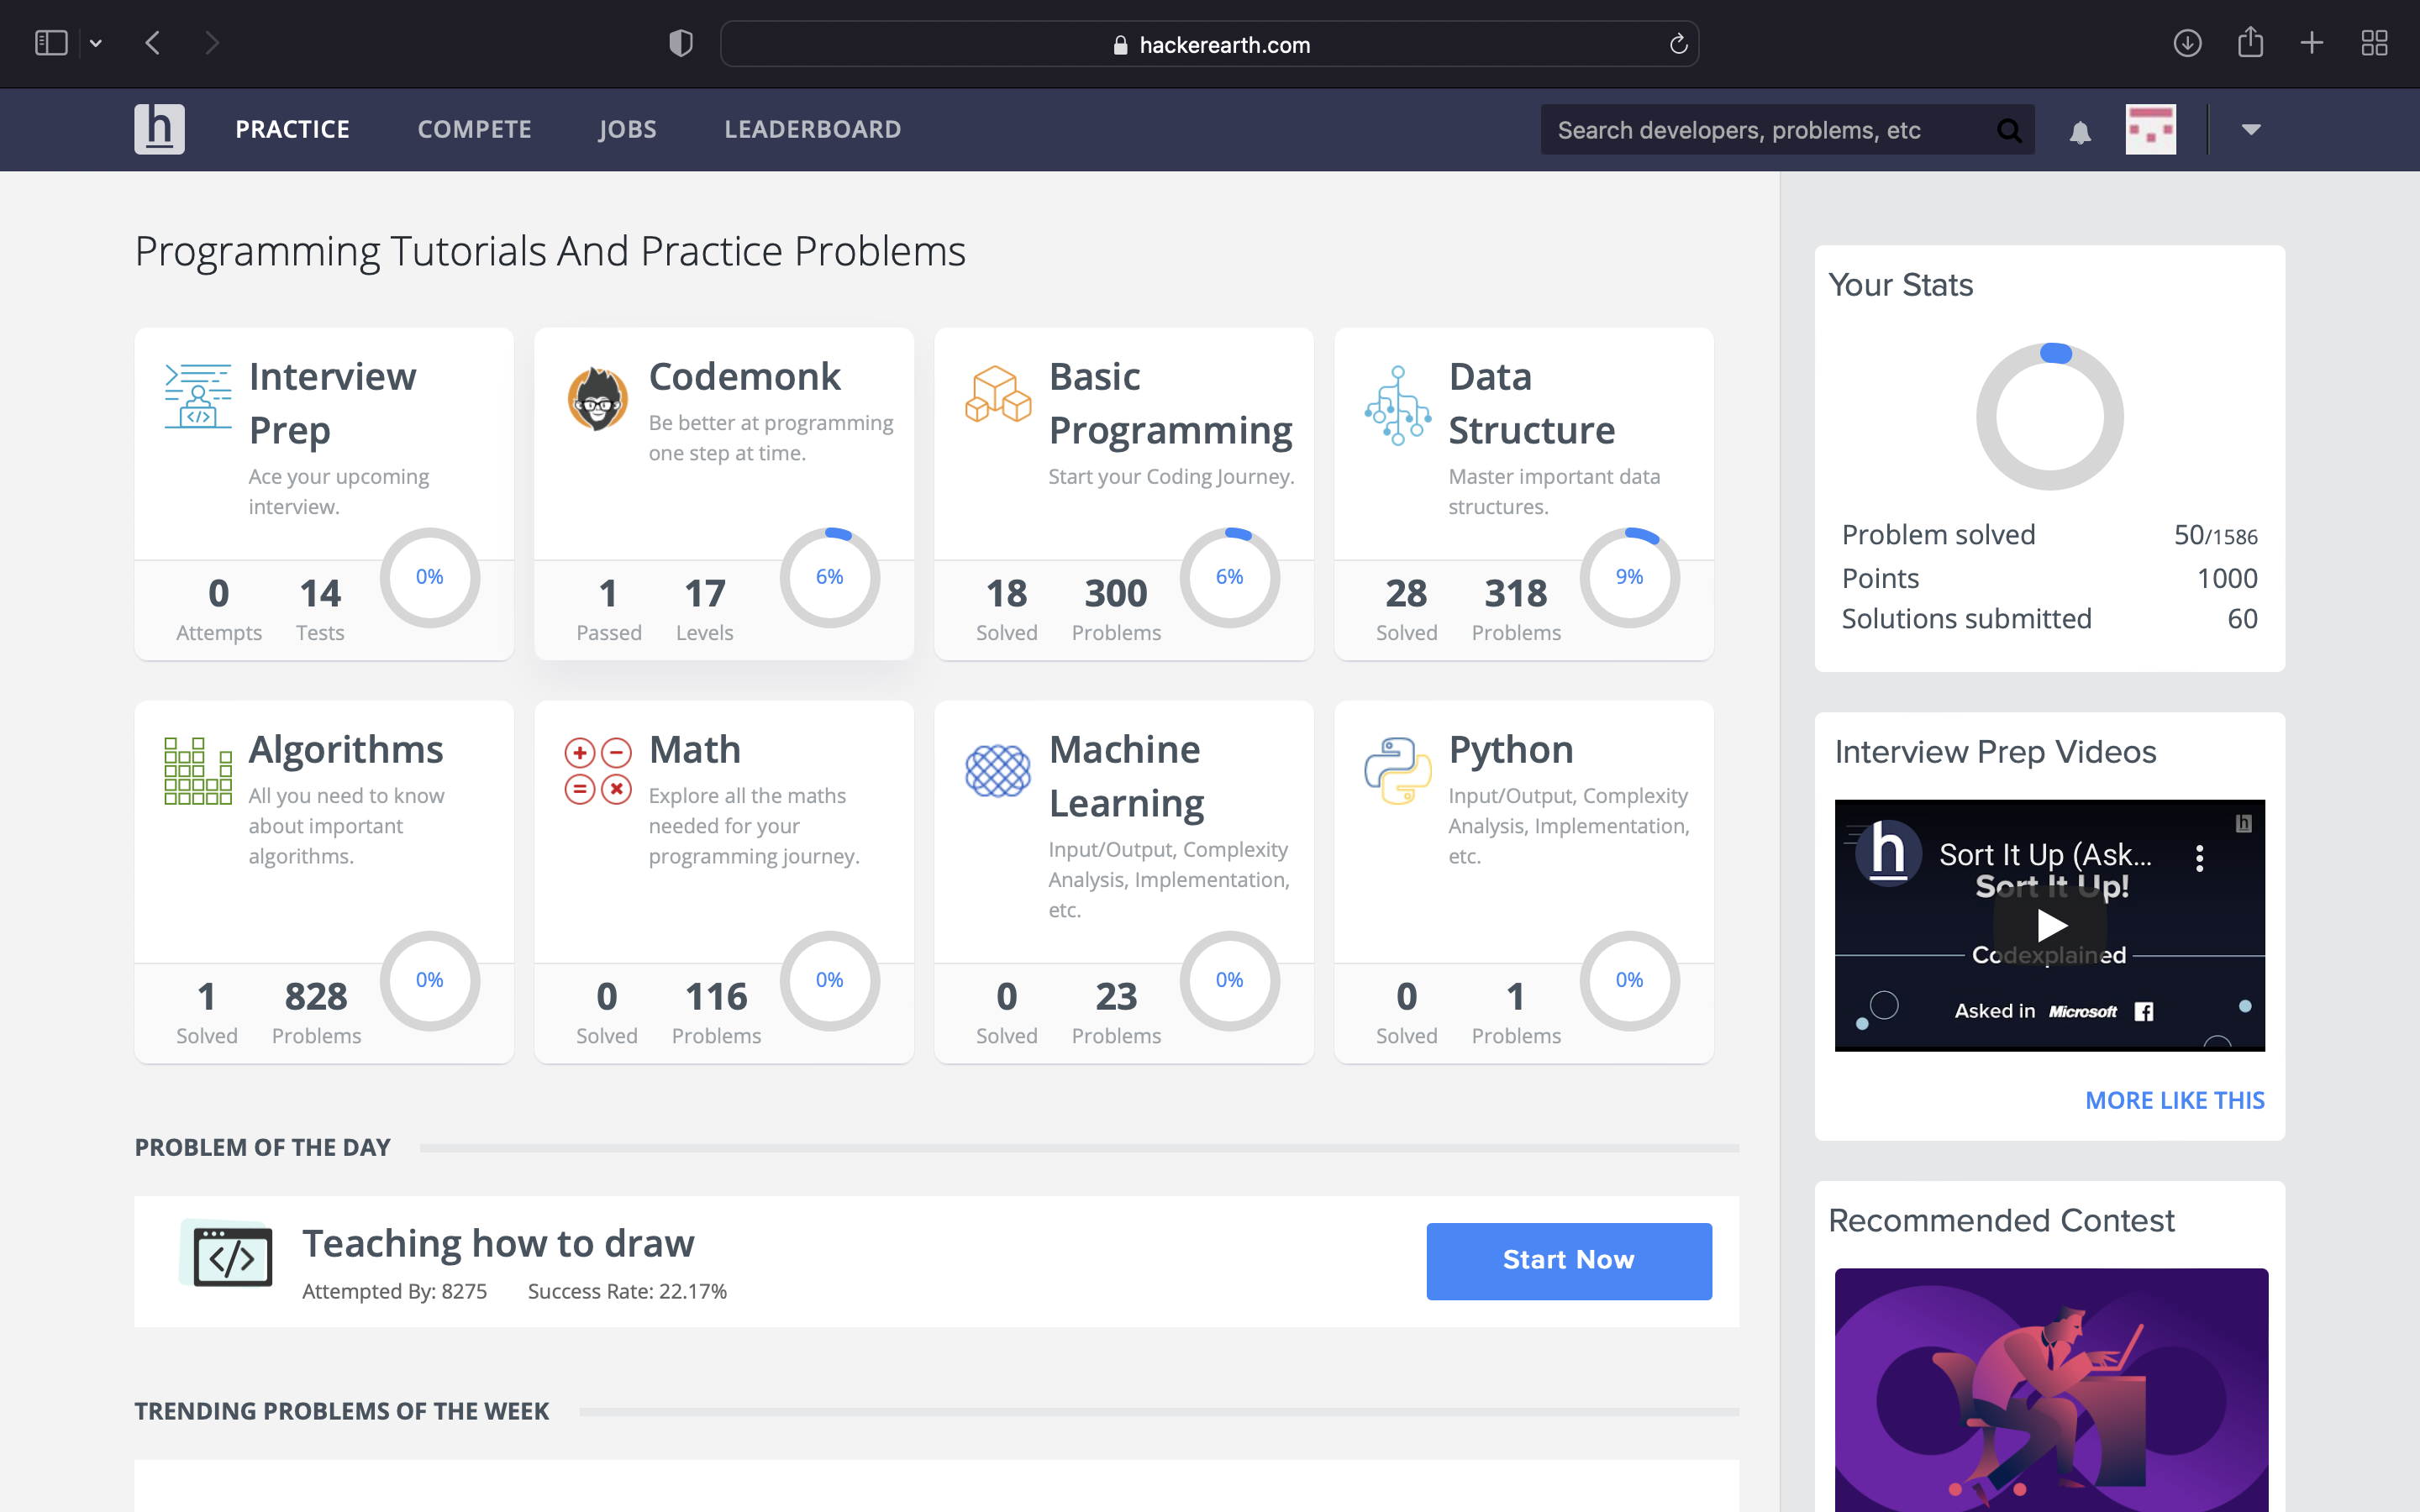 hackerearth.com
h
PRACTICE COMPETE JOBS LEADERBOARD
Search developers, problems, etc
Programming Tutorials And Practice Problems
Interview
Prep
Ace your upcoming
interview.
0%
0 14
Attempts Tests
Codemonk
Be better at programming
one step at time.
6%
1 17
Passed Levels
Basic
Programming
Start your Coding Journey.
6%
18 300
Solved Problems
Data
Structure
Master important data
structures.
9%
28 318
Solved Problems
Algorithms
All you need to know
about important
algorithms.
0%
1 828
Solved Problems
Math
Explore all the maths
needed for your
programming journey.
0%
0 116
Solved Problems
Machine
Learning
Input/Output, Complexity
Analysis, Implementation,
etc.
0%
0 23
Solved Problems
Python
Input/Output, Complexity
Analysis, Implementation,
etc.
0%
0 1
Solved Problems
PROBLEM OF THE DAY
</>
Teaching how to draw
Attempted By: 8275 Success Rate: 22.17%
Start Now
TRENDING PROBLEMS OF THE WEEK
Your Stats
Problem solved 50/1586
Points 1000
Solutions submitted 60
Interview Prep Videos
h
h Sort It Up (Ask...
Sort It Up!
Codexplained
Asked in Microsoft f
MORE LIKE THIS
Recommended Contest